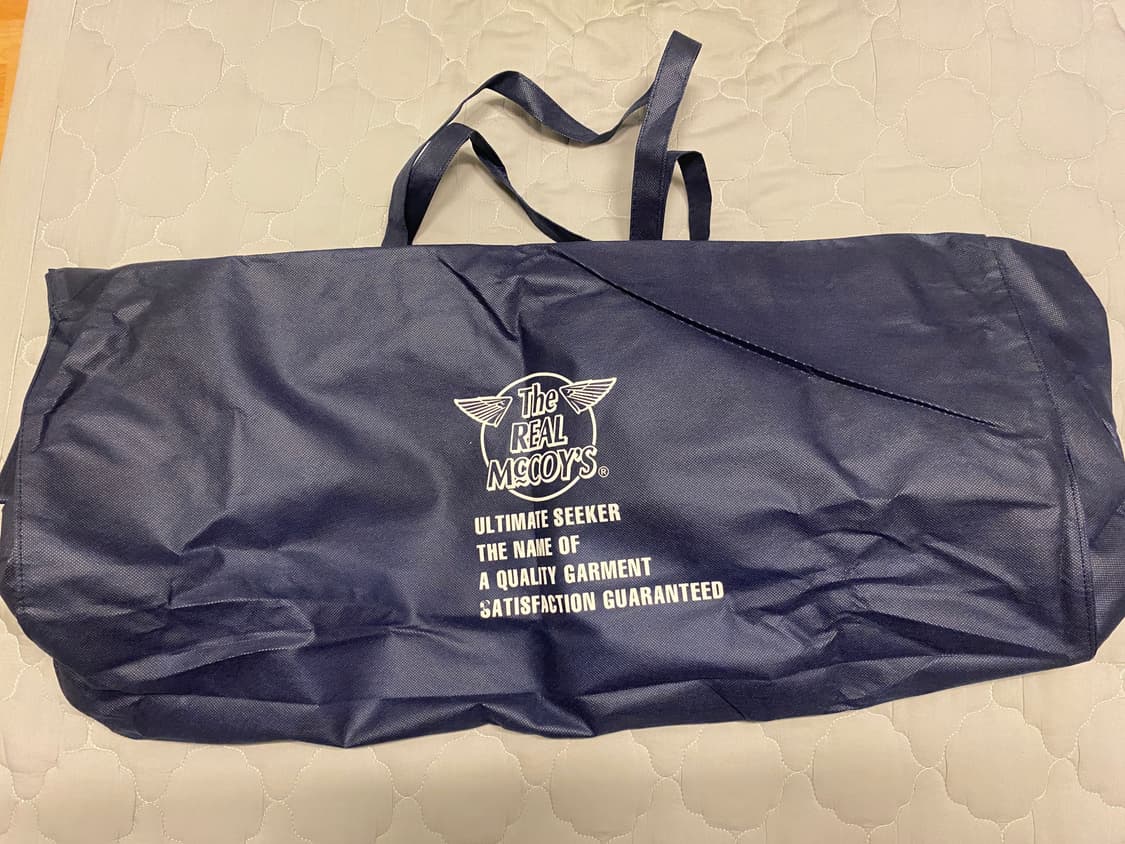 The
REAL
McCOY'S®
ULTIMATE SEEKER
THE NAME OF
A QUALITY GARMENT
SATISFACTION GUARANTEED